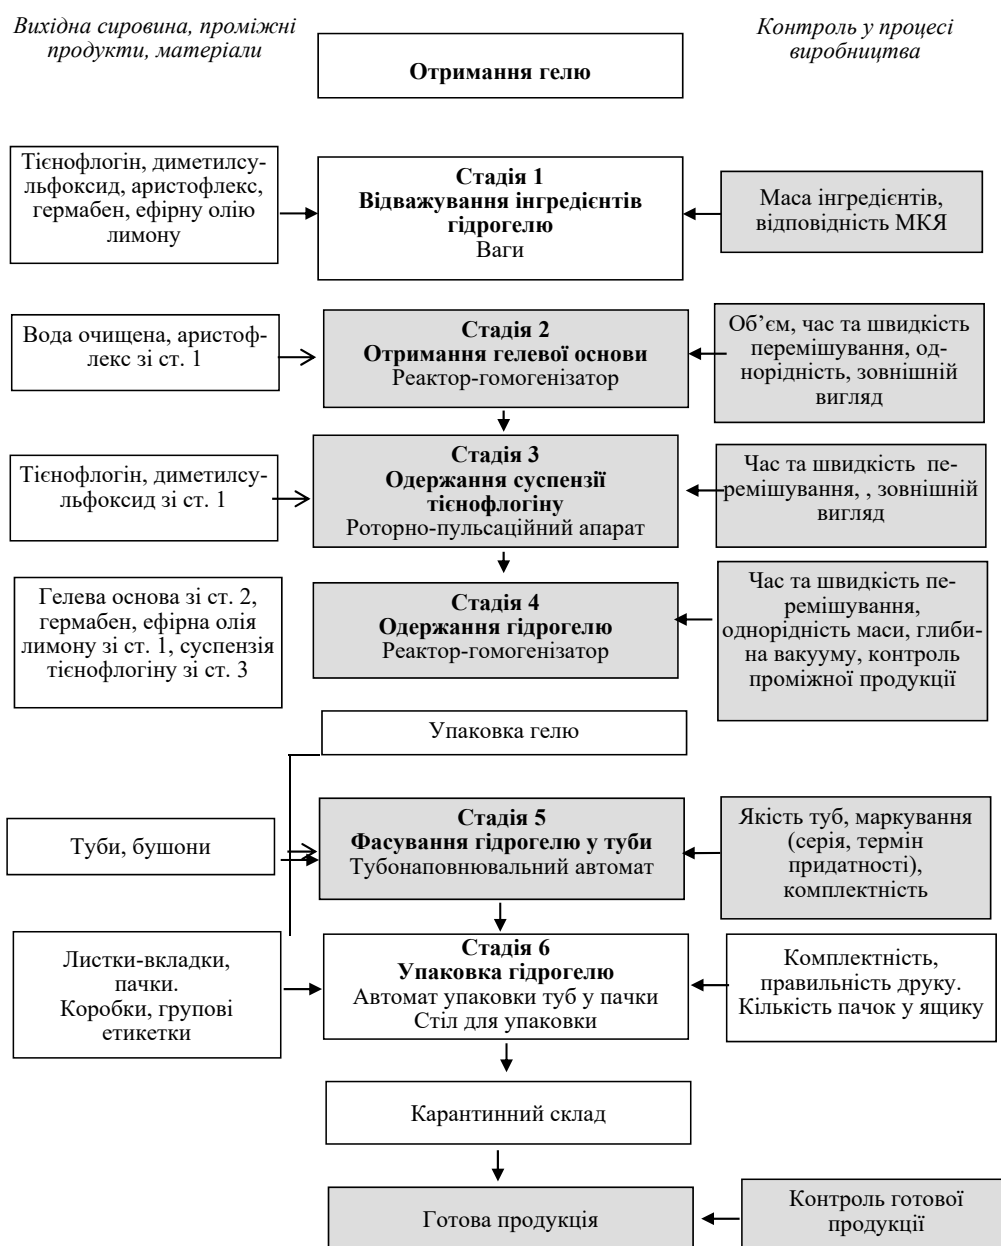 Вихідна сировина, проміжні
продукти, матеріали
Контроль у процесі
виробництва
Отримання гелю
Тієнофлогін, диметилсу-
льфоксид, аристофлекс,
гермабен, ефірну олію
лимону
Стадія 1
Відважування інгредієнтів
гідрогелю
Ваги
Маса інгредієнтів,
відповідність МКЯ
Вода очищена, аристоф-
лекс зі ст. 1
Стадія 2
Отримання гелевої основи
Реактор-гомогенізатор
Об’єм, час та швидкість
перемішування, од-
норідність, зовнішній
вигляд
Тієнофлогін, диметилсу-
льфоксид зі ст. 1
Стадія 3
Одержання суспензії
тієнофлогіну
Роторно-пульсаційний апарат
Час та швидкість пе-
ремішування, , зовнішній
вигляд
Гелева основа зі ст. 2,
гермабен, ефірна олія
лимону зі ст. 1, суспензія
тієнофлогіну зі ст. 3
Стадія 4
Одержання гідрогелю
Реактор-гомогенізатор
Час та швидкість пе-
ремішування,
однорідність маси, глиби-
на вакууму, контроль
проміжної продукції
Упаковка гелю
Туби, бушони
Стадія 5
Фасування гідрогелю у туби
Тубонаповнювальний автомат
Якість туб, маркування
(серія, термін
придатності),
комплектність
Листки-вкладки,
пачки.
Коробки, групові
етикетки
Стадія 6
Упаковка гідрогелю
Автомат упаковки туб у пачки
Стіл для упаковки
Комплектність,
правильність друку.
Кількість пачок у ящику
Карантинний склад
Готова продукція
Контроль готової
продукції